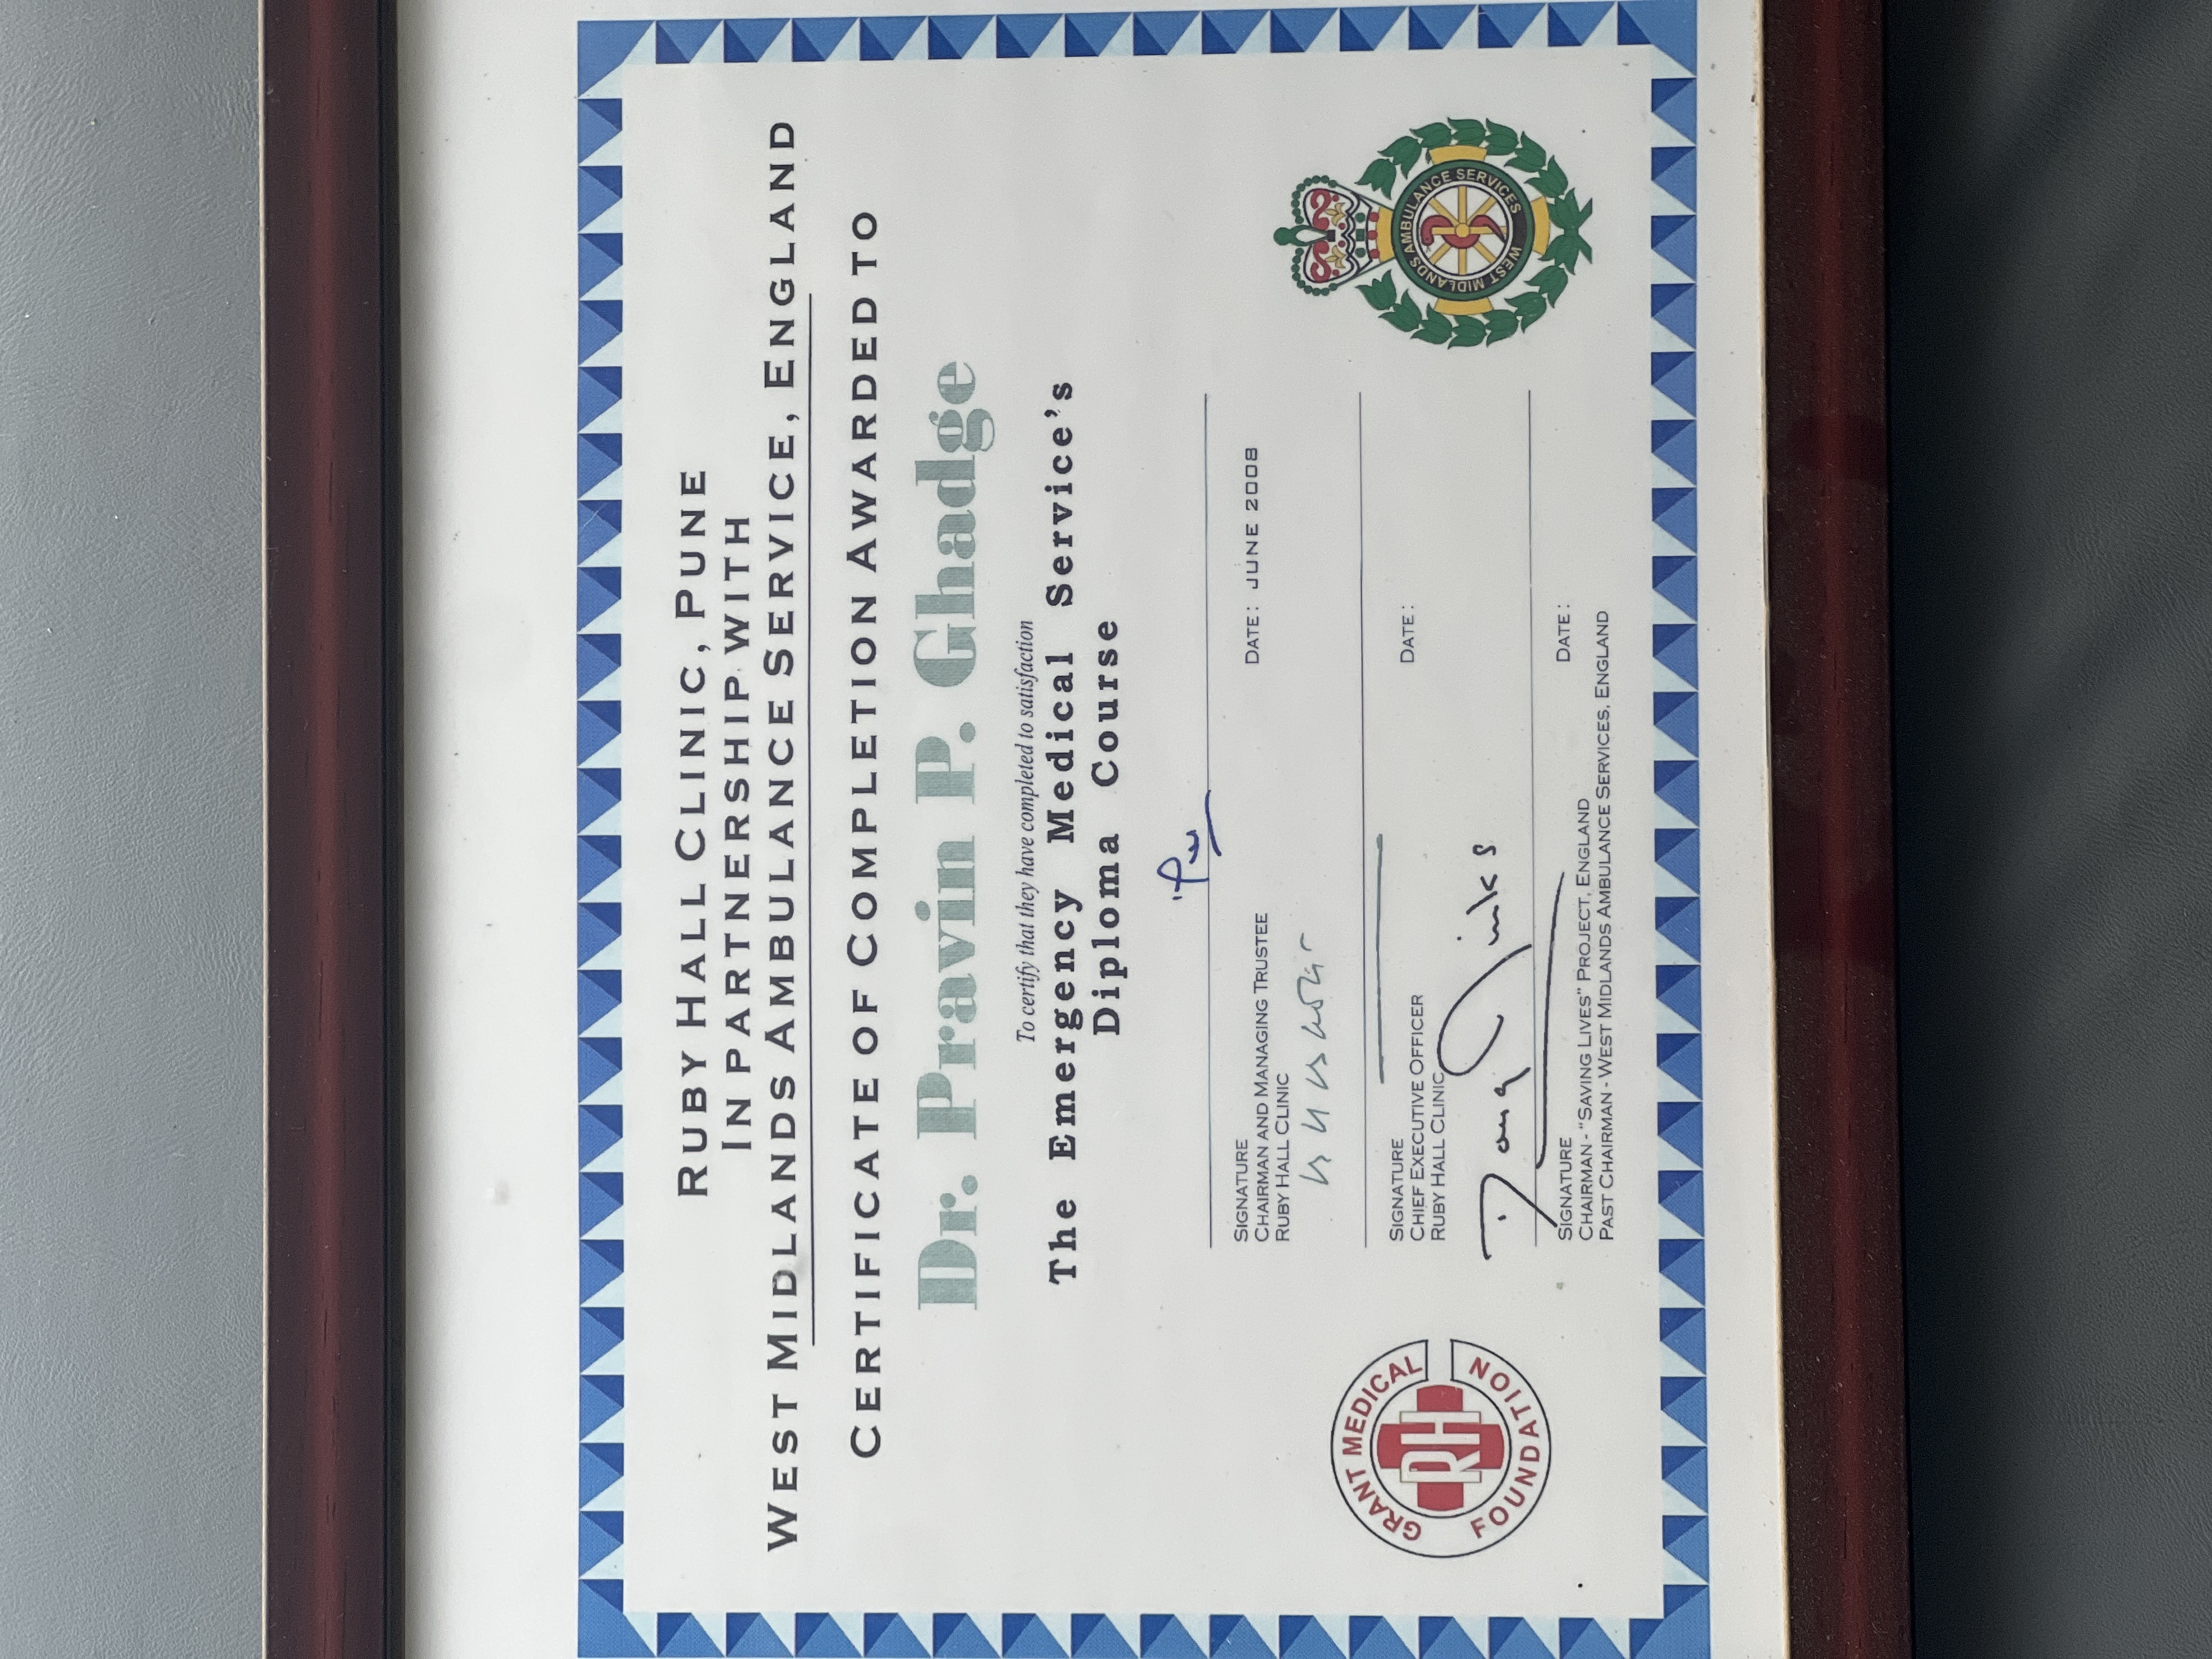 RUBY HALL CLINIC, PUNE
IN PARTNERSHIP WITH
WEST MIDLANDS AMBULANCE SERVICE, ENGLAND
CERTIFICATE OF COMPLETION AWARDED TO
Dr. Pravin P. Ghadge
To certify that they have completed to satisfaction
The Emergency Medical Service's
Diploma Course
SIGNATURE
CHAIRMAN AND MANAGING TRUSTEE
RUBY HALL CLINIC
DATE: JUNE 2008
SIGNATURE
CHIEF EXECUTIVE OFFICER
RUBY HALL CLINIC
DATE:
Doug Jinks
SIGNATURE
CHAIRMAN - "SAVING LIVES" PROJECT, ENGLAND
PAST CHAIRMAN - WEST MIDLANDS AMBULANCE SERVICES, ENGLAND
DATE:
GRANT MEDICAL
FOUNDATION
RH
WEST MIDLANDS AMBULANCE SERVICES